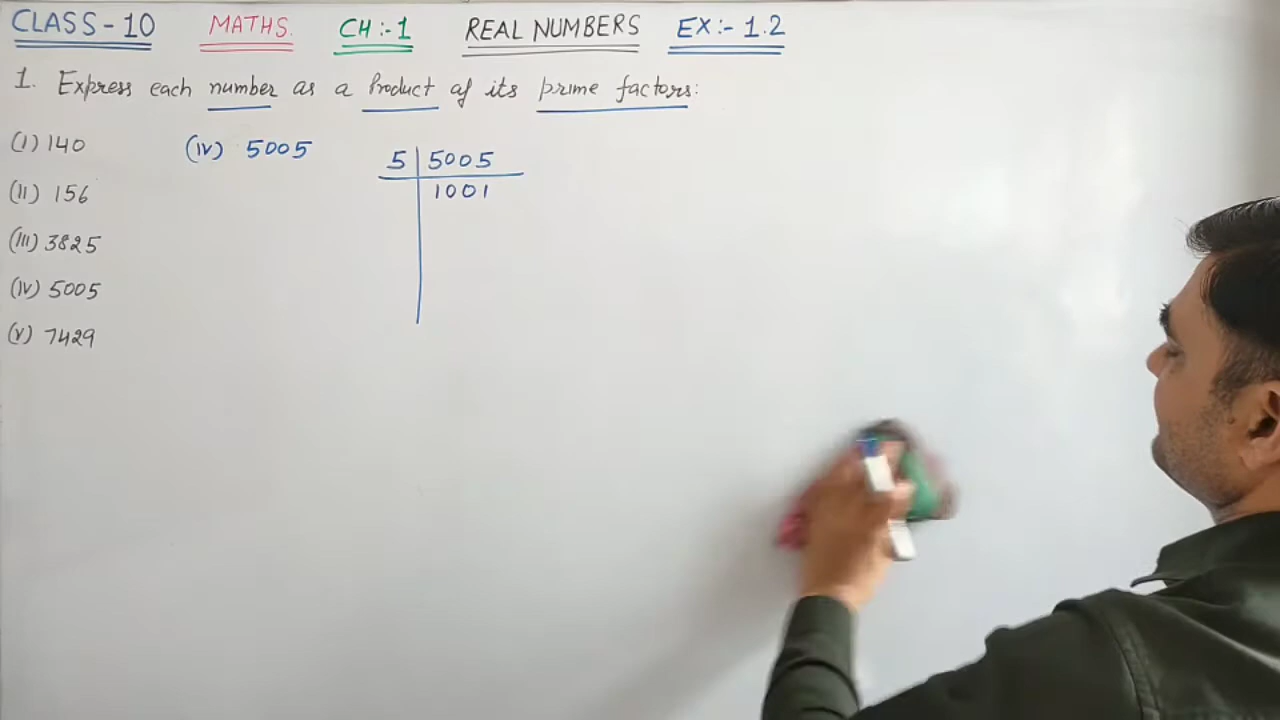 CLASS-10 MATHS. CH:-1 REAL NUMBERS EX:- 1.2
1. Express each number as a Product of its prime factors:
(I) 140
(II) 156
(III) 3825
(IV) 5005
(V) 7429
(IV) 5005
5 5005
1001